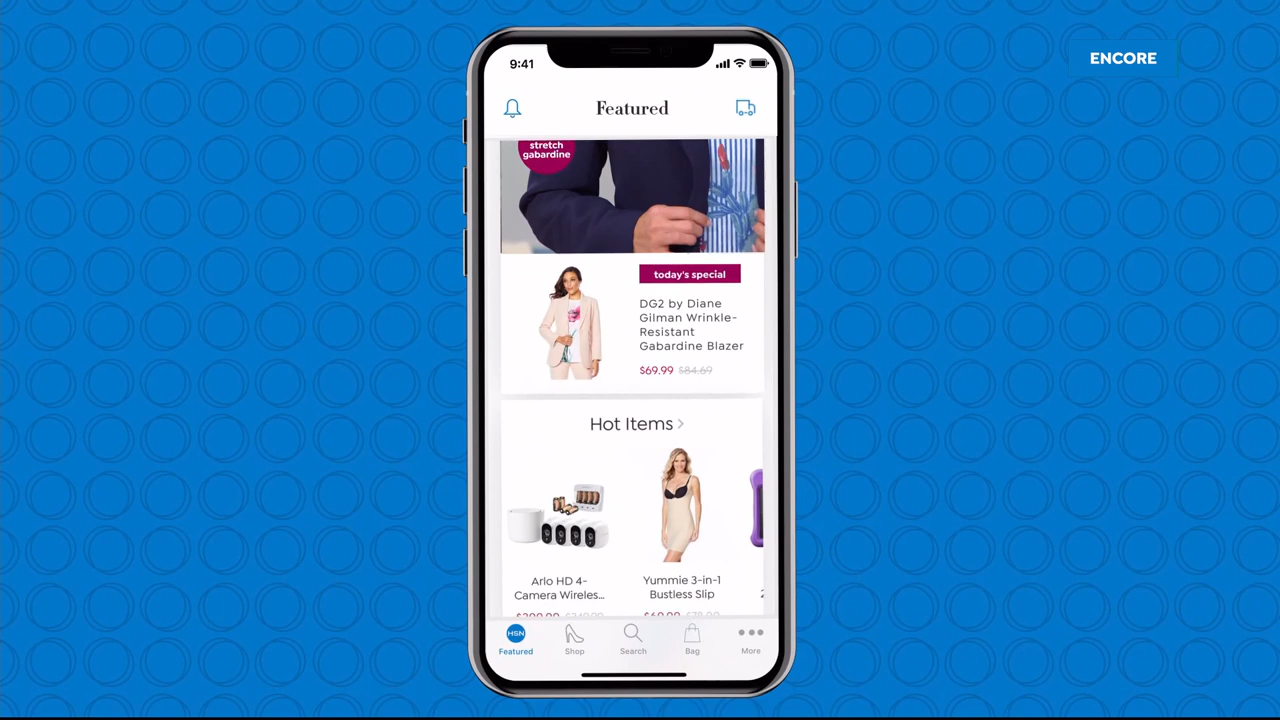 ENCORE
9:41
Featured
stretch
gabardine
today's special
DG2 by Diane
Gilman Wrinkle-
Resistant
Gabardine Blazer
$69.99 $84.69
Hot Items >
Arlo HD 4-
Camera Wireles...
Yummie 3-in-1
Bustless Slip
HSN
Featured
Shop
Search
Bag
More